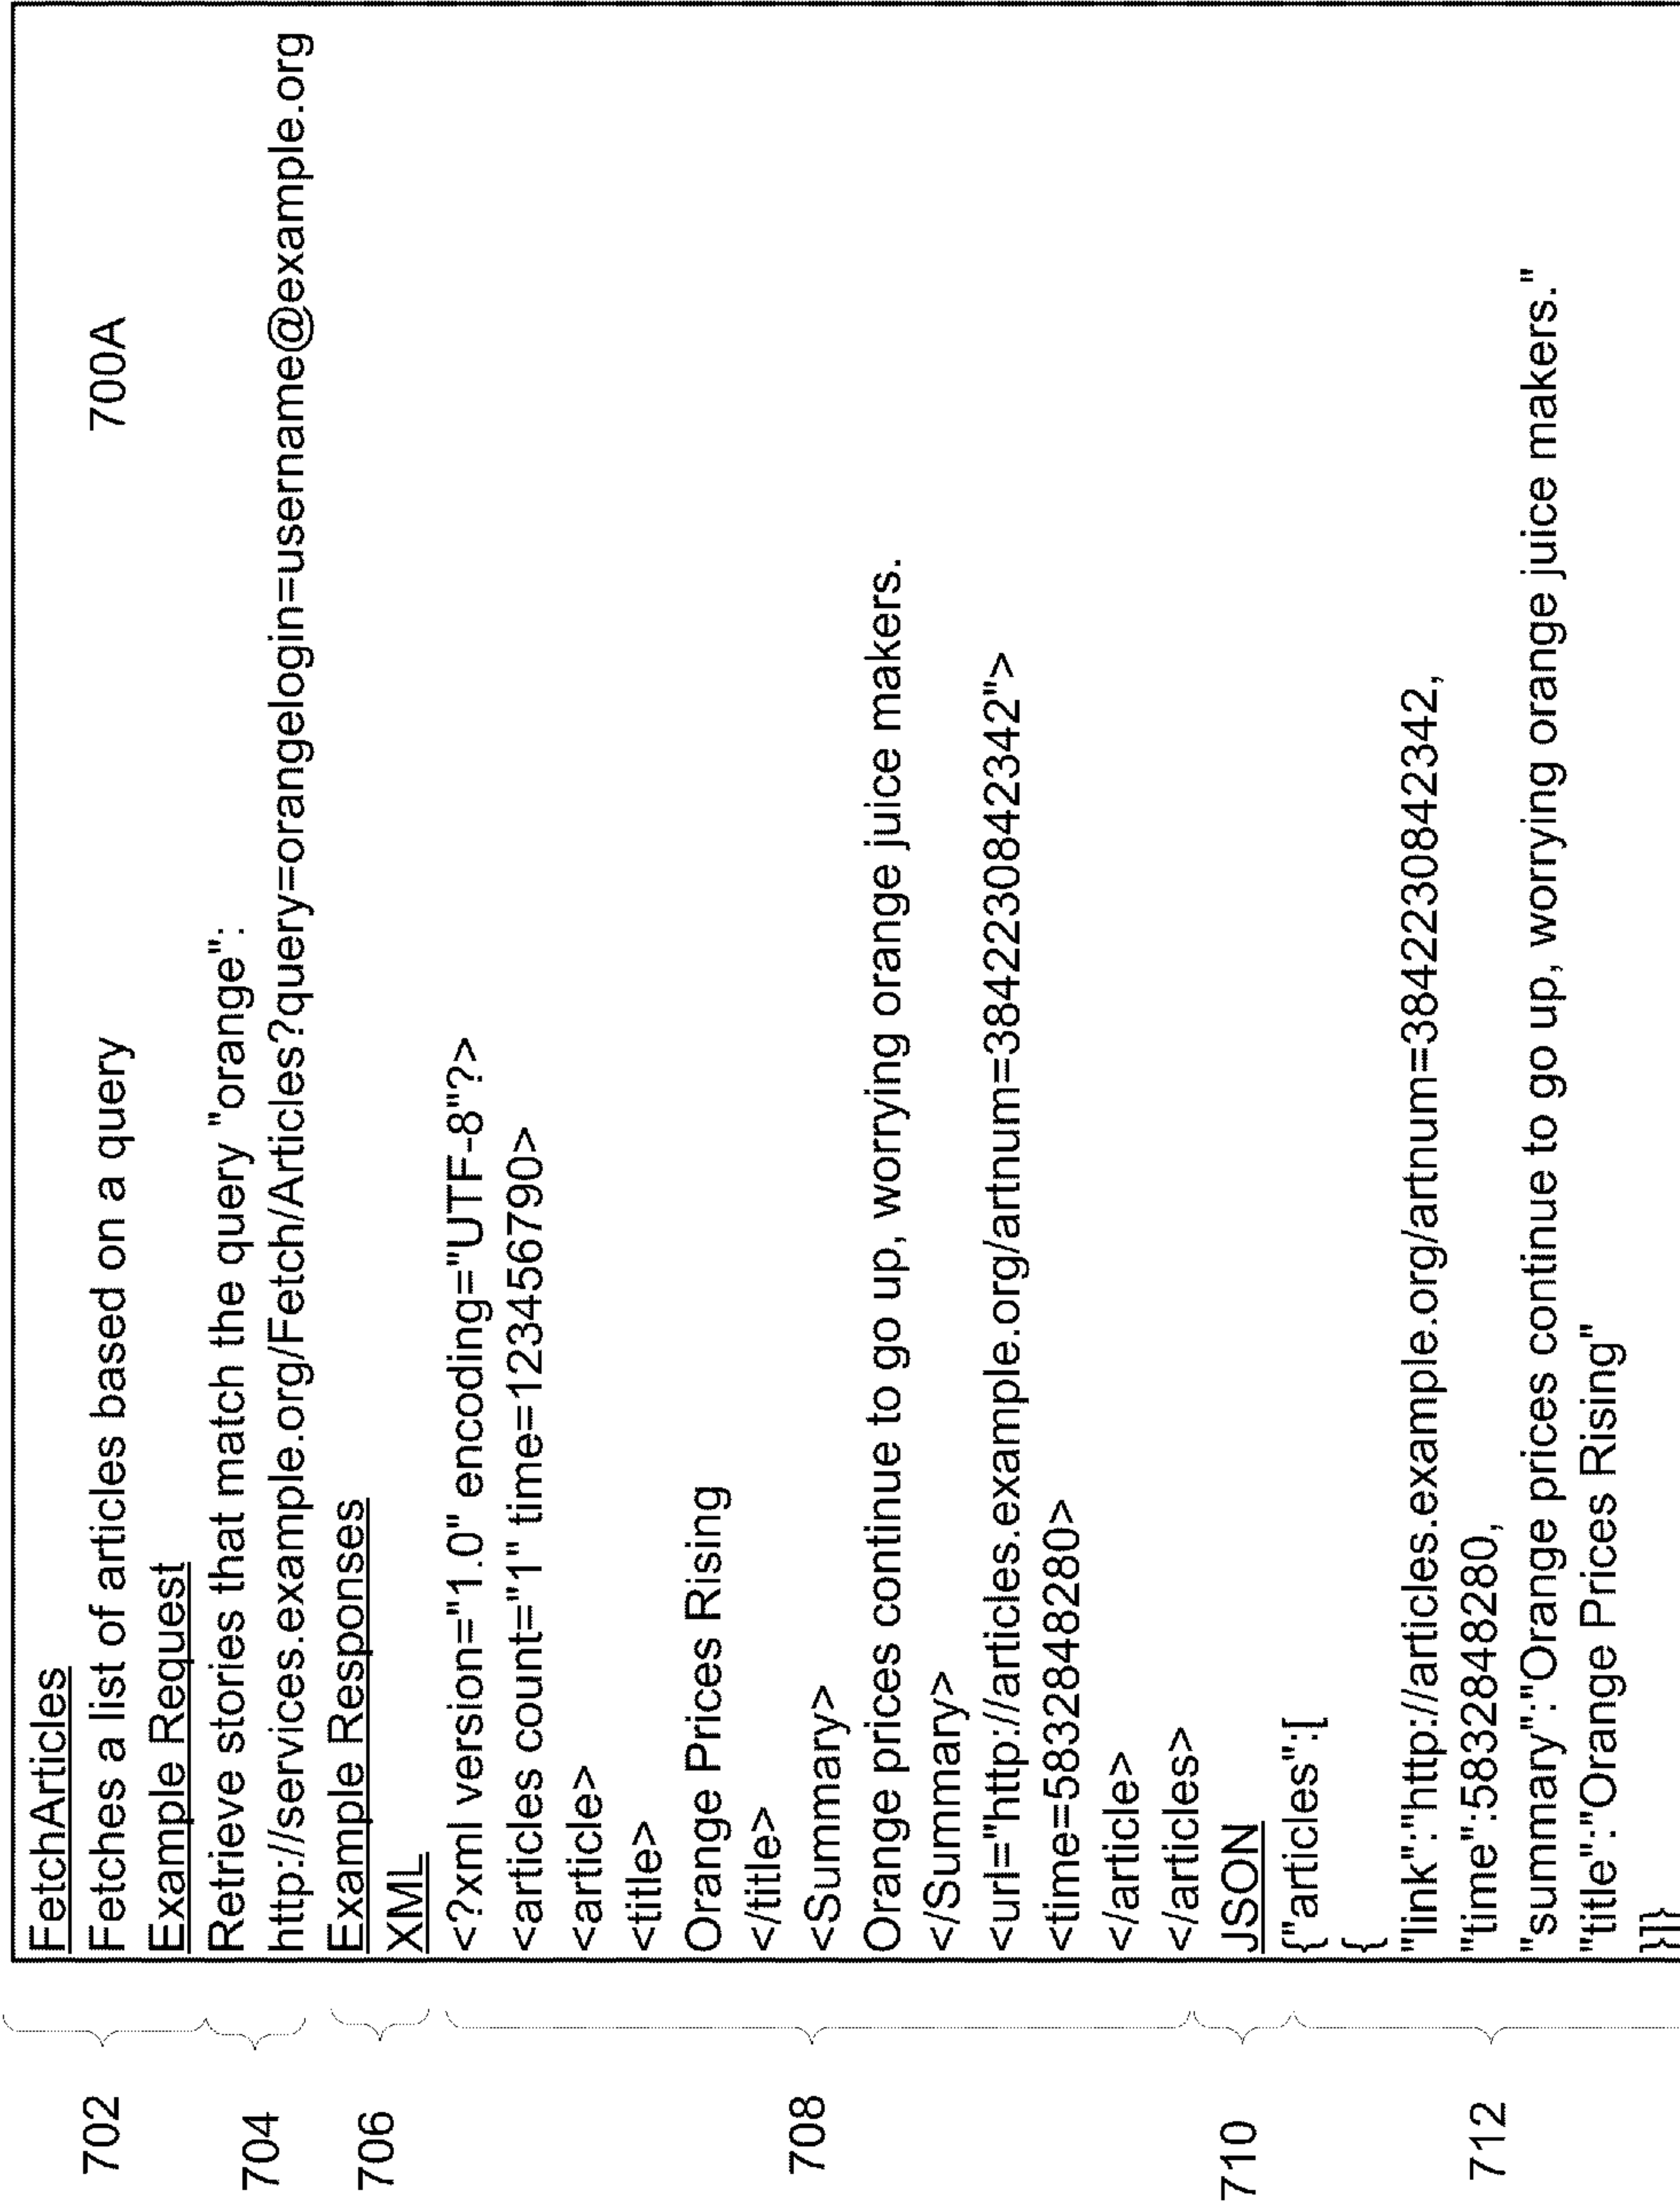 FetchArticles
700A
Fetches a list of articles based on a query
702
Example Request
Retrieve stories that match the query "orange":
704
http://services.example.org/Fetch/Articles?query=orangelogin=username@example.org
Example Responses
706
XML
<?xml version="1.0" encoding="UTF-8"?>
<articles count="1" time=123456790>
<article>
<title>
Orange Prices Rising
</title>
708
<Summary>
Orange prices continue to go up, worrying orange juice makers.
</Summary>
<url="http://articles.example.org/artnum=3842230842342">
<time=5832848280>
</article>
</articles>
710
JSON
{"articles":[
{
"link":"http://articles.example.org/artnum=3842230842342,
"time":5832848280,
712
"summary":"Orange prices continue to go up, worrying orange juice makers."
"title":"Orange Prices Rising"
}]}